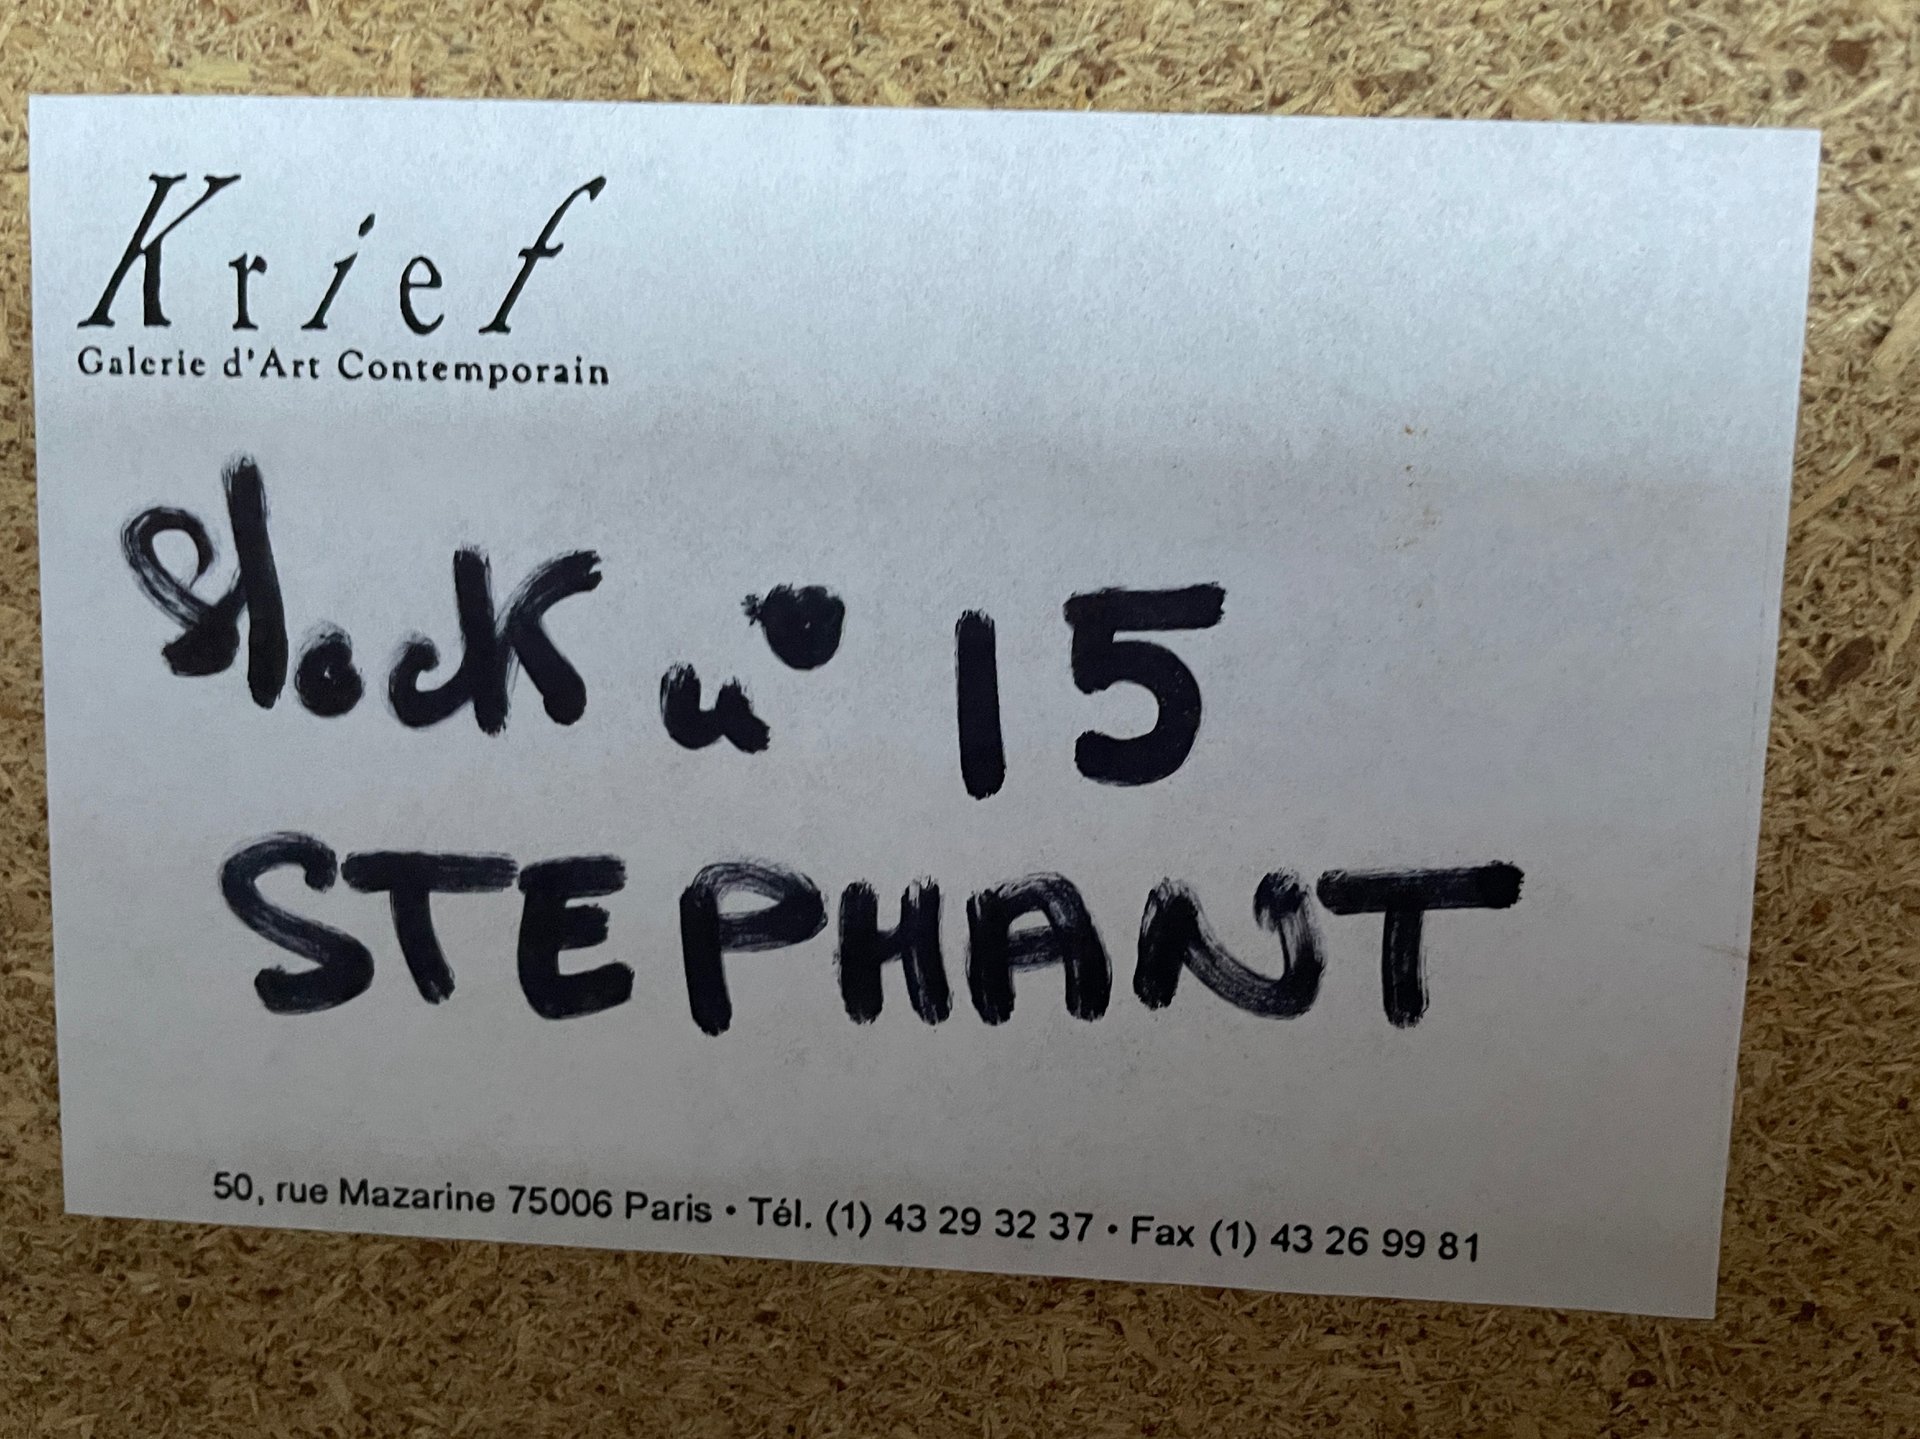 Krief
Galerie d'Art Contemporain
Stock n° 15
STEPHANT
50, rue Mazarine 75006 Paris • Tél. (1) 43 29 32 37 • Fax (1) 43 26 99 81